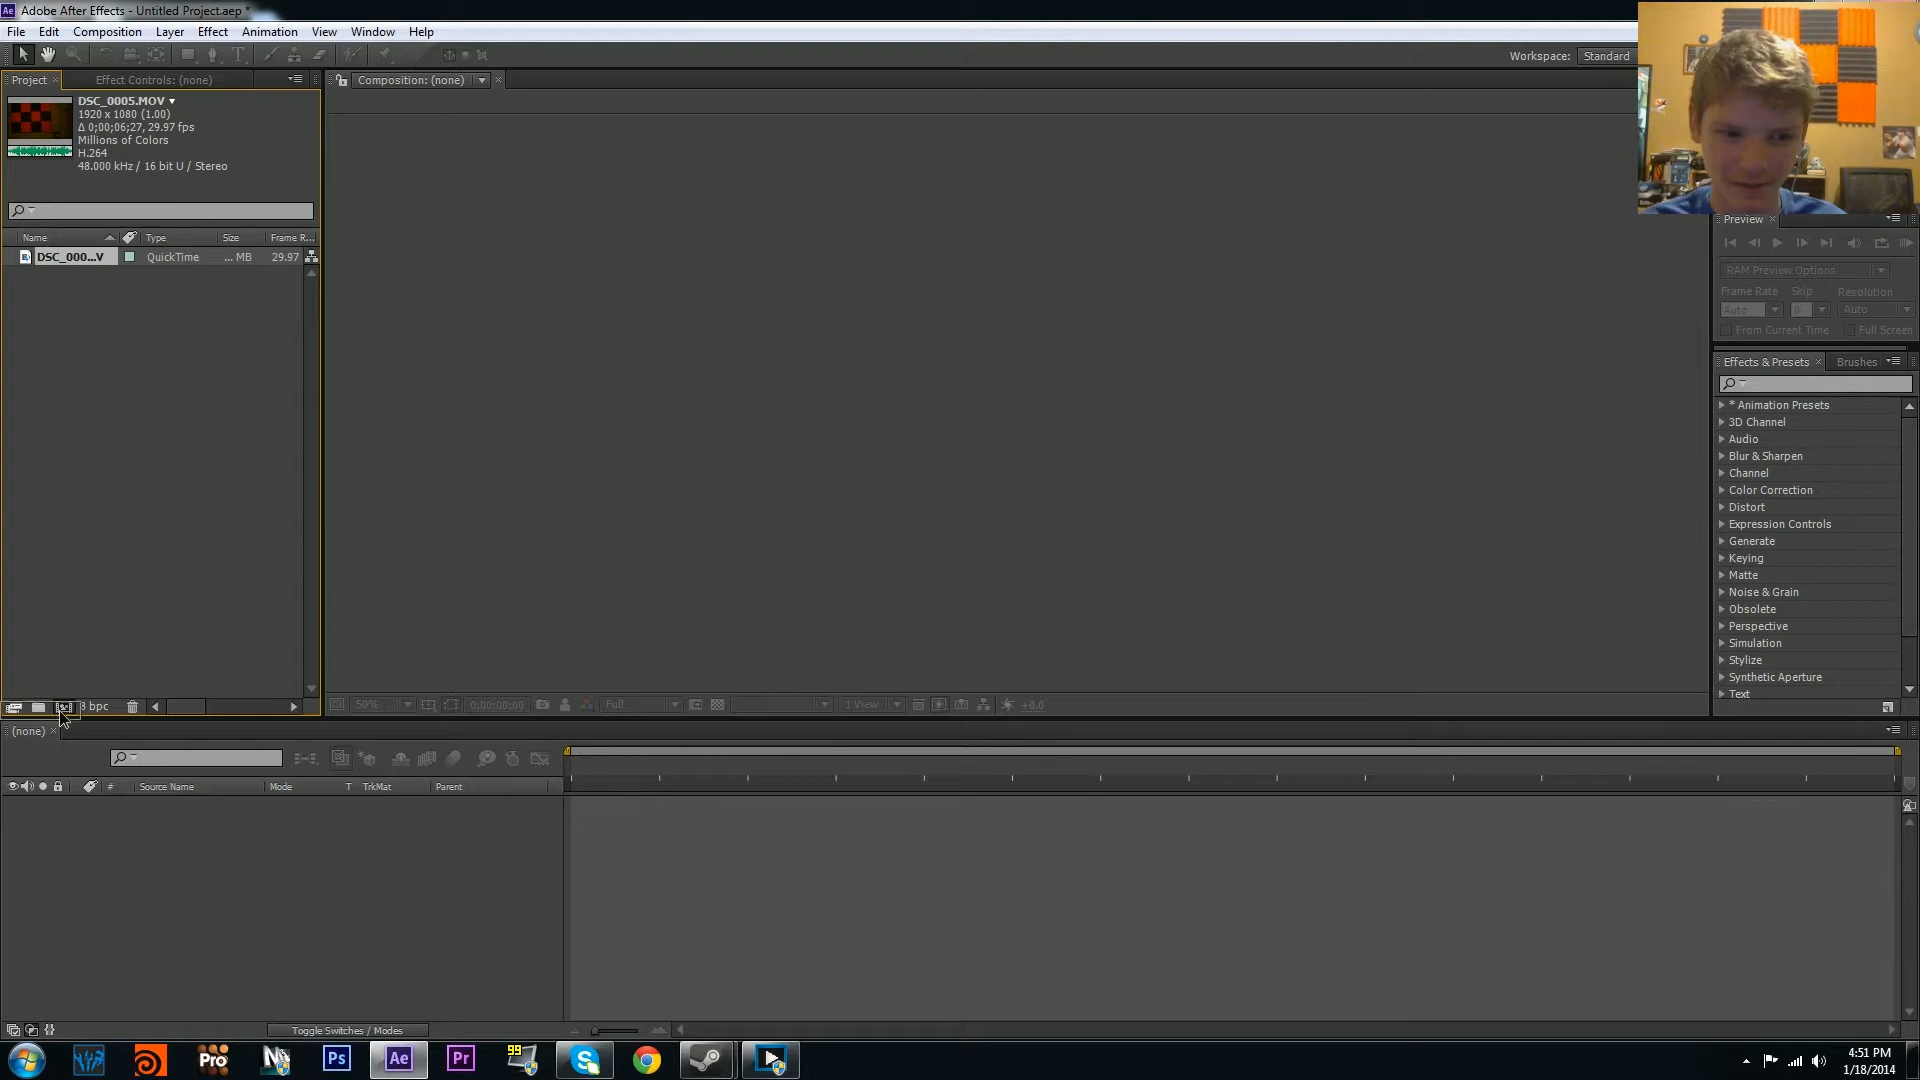 Ae Adobe After Effects - Untitled Project.aep *
File Edit Composition Layer Effect Animation View Window Help
Workspace: Standard
Project Effect Controls: (none)
Composition: (none)
DSC_0005.MOV
1920 x 1080 (1.00)
Δ 0;00;06;27, 29.97 fps
Millions of Colors
H.264
48.000 kHz / 16 bit U / Stereo
Name Type Size Frame R...
DSC_000...V QuickTime ... MB 29.97
Preview
RAM Preview Options
Frame Rate Skip Resolution
Auto 0 Auto
From Current Time Full Screen
Effects & Presets Brushes
* Animation Presets
3D Channel
Audio
Blur & Sharpen
Channel
Color Correction
Distort
Expression Controls
Generate
Keying
Matte
Noise & Grain
Obsolete
Perspective
Simulation
Stylize
Synthetic Aperture
Text
bpc
50% 0:00:00:00 Full 1 View +0.0
(none)
# Source Name Mode T TrkMat Parent
Toggle Switches / Modes
Pro Ps Ae Pr 99
4:51 PM
1/18/2014